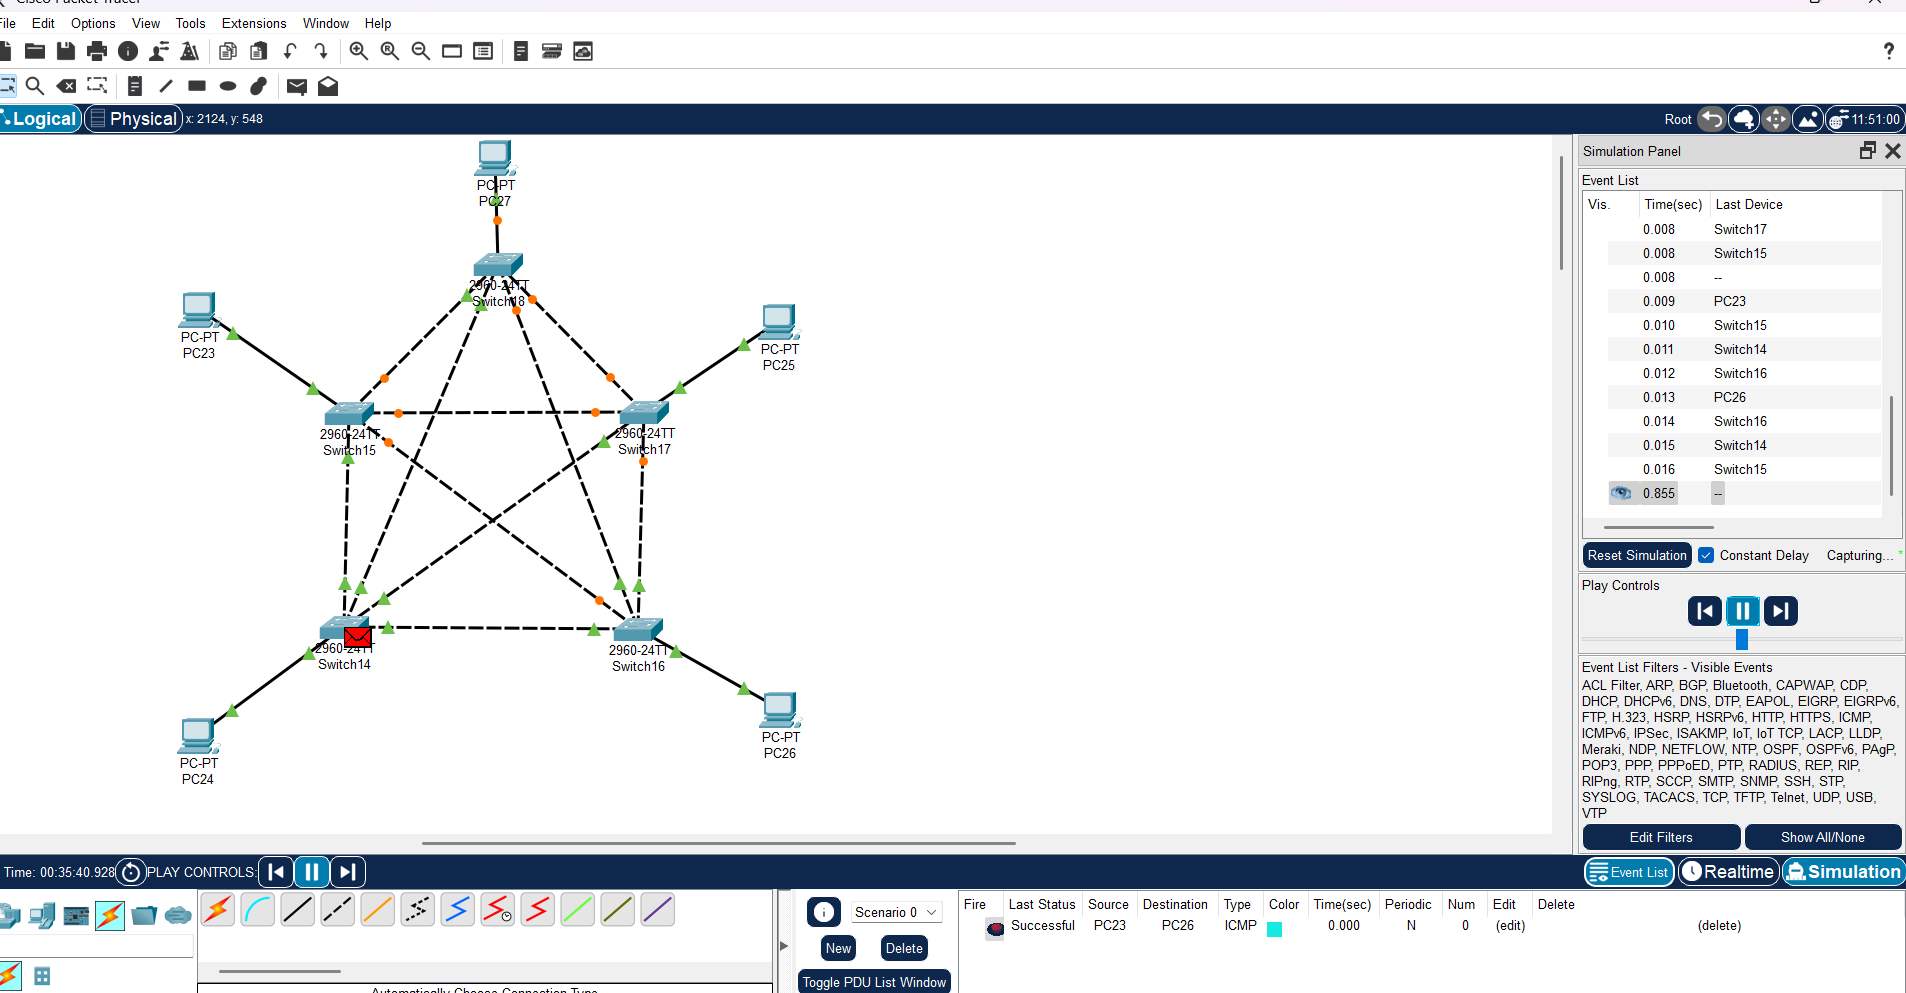 Cisco Packet Tracer
File Edit Options View Tools Extensions Window Help
Logical Physical x: 2124, y: 548 Root 11:51:00
PC-PT
PC27
2960-24TT
Switch18
PC-PT
PC23
PC-PT
PC25
2960-24TT
Switch15
2960-24TT
Switch17
2960-24TT
Switch14
2960-24TT
Switch16
PC-PT
PC24
PC-PT
PC26
Simulation Panel
Event List
Vis. Time(sec) Last Device
0.008 Switch17
0.008 Switch15
0.008 --
0.009 PC23
0.010 Switch15
0.011 Switch14
0.012 Switch16
0.013 PC26
0.014 Switch16
0.015 Switch14
0.016 Switch15
0.855 --
Reset Simulation Constant Delay Capturing... *
Play Controls
Event List Filters - Visible Events
ACL Filter, ARP, BGP, Bluetooth, CAPWAP, CDP,
DHCP, DHCPv6, DNS, DTP, EAPOL, EIGRP, EIGRPv6,
FTP, H.323, HSRP, HSRPv6, HTTP, HTTPS, ICMP,
ICMPv6, IPSec, ISAKMP, IoT, IoT TCP, LACP, LLDP,
Meraki, NDP, NETFLOW, NTP, OSPF, OSPFv6, PAgP,
POP3, PPP, PPPoED, PTP, RADIUS, REP, RIP,
RIPng, RTP, SCCP, SMTP, SNMP, SSH, STP,
SYSLOG, TACACS, TCP, TFTP, Telnet, UDP, USB,
VTP
Edit Filters Show All/None
Time: 00:35:40.928 PLAY CONTROLS: Event List Realtime Simulation
Scenario 0
New Delete
Toggle PDU List Window
Fire Last Status Source Destination Type Color Time(sec) Periodic Num Edit Delete
Successful PC23 PC26 ICMP 0.000 N 0 (edit) (delete)
Automatically Choose Connection Type